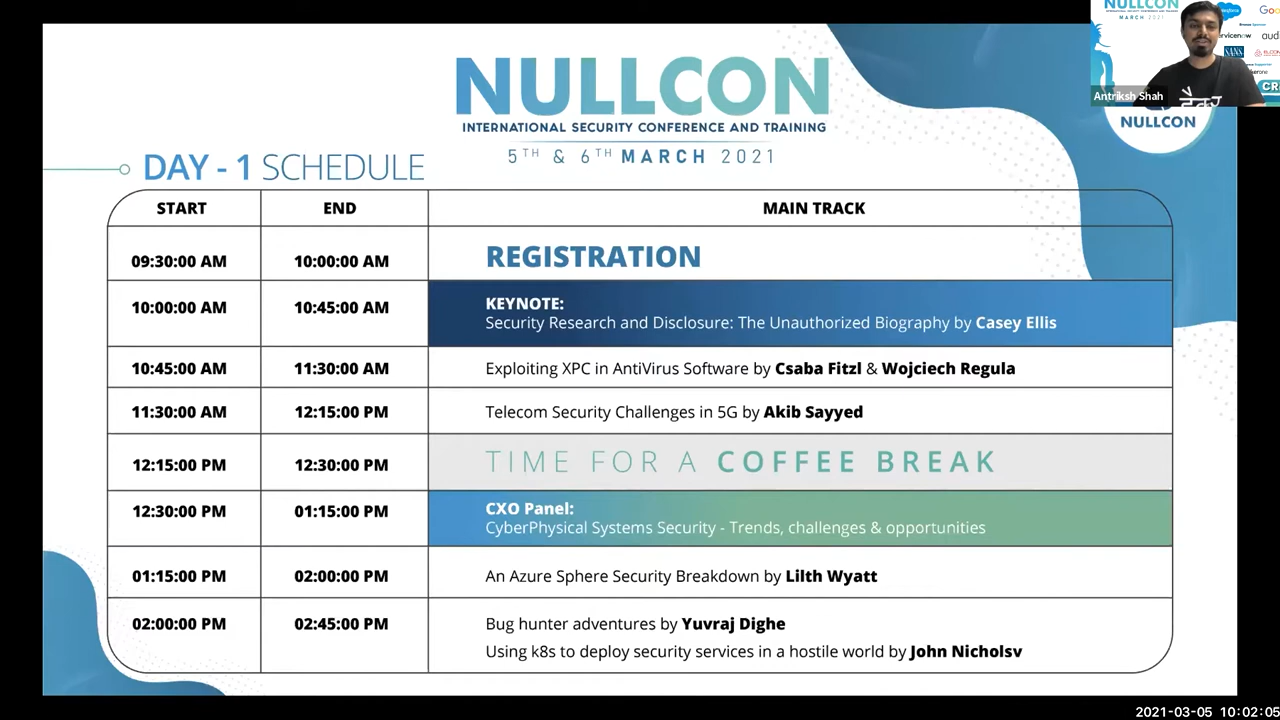 NULLCON
INTERNATIONAL SECURITY CONFERENCE AND TRAINING
5TH & 6TH MARCH 2021
NULLCON
MARCH 2021
Goo
servicenow
aud
SANS
CR
Antriksh Shah
NULLCON
DAY - 1 SCHEDULE
START END MAIN TRACK
09:30:00 AM 10:00:00 AM REGISTRATION
10:00:00 AM 10:45:00 AM KEYNOTE:
Security Research and Disclosure: The Unauthorized Biography by Casey Ellis
10:45:00 AM 11:30:00 AM Exploiting XPC in AntiVirus Software by Csaba Fitzl & Wojciech Regula
11:30:00 AM 12:15:00 PM Telecom Security Challenges in 5G by Akib Sayyed
12:15:00 PM 12:30:00 PM TIME FOR A COFFEE BREAK
12:30:00 PM 01:15:00 PM CXO Panel:
CyberPhysical Systems Security - Trends, challenges & opportunities
01:15:00 PM 02:00:00 PM An Azure Sphere Security Breakdown by Lilth Wyatt
02:00:00 PM 02:45:00 PM Bug hunter adventures by Yuvraj Dighe
Using k8s to deploy security services in a hostile world by John Nicholsv
2021-03-05 10:02:05